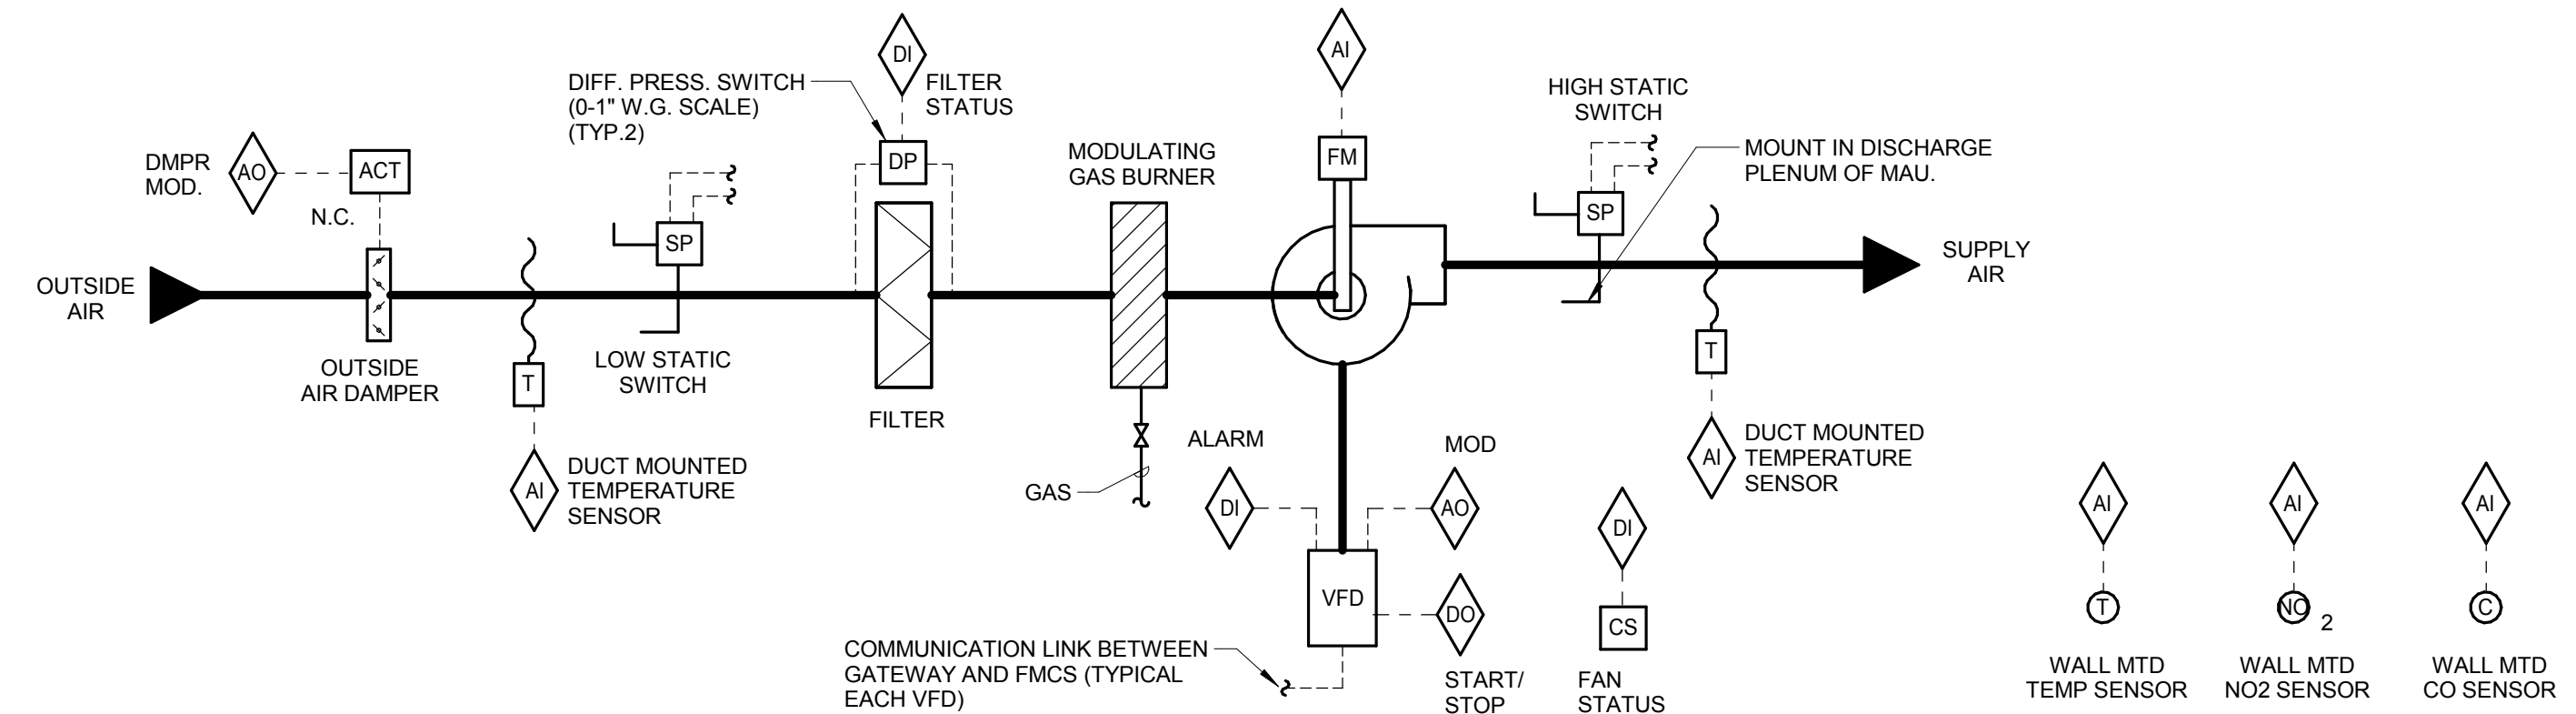 DI
FILTER
STATUS
DIFF. PRESS. SWITCH
(0-1" W.G. SCALE)
(TYP.2)
DP
AI
FM
HIGH STATIC
SWITCH
MOUNT IN DISCHARGE
PLENUM OF MAU.
SP
DMPR
MOD.
AO
ACT
N.C.
SP
MODULATING
GAS BURNER
OUTSIDE
AIR
SUPPLY
AIR
OUTSIDE
AIR DAMPER
T
LOW STATIC
SWITCH
FILTER
T
AI
DUCT MOUNTED
TEMPERATURE
SENSOR
GAS
ALARM
DI
MOD
AO
AI
DUCT MOUNTED
TEMPERATURE
SENSOR
VFD
DO
START/
STOP
DI
CS
FAN
STATUS
COMMUNICATION LINK BETWEEN
GATEWAY AND FMCS (TYPICAL
EACH VFD)
AI
T
WALL MTD
TEMP SENSOR
AI
NO
2
WALL MTD
NO2 SENSOR
AI
C
WALL MTD
CO SENSOR